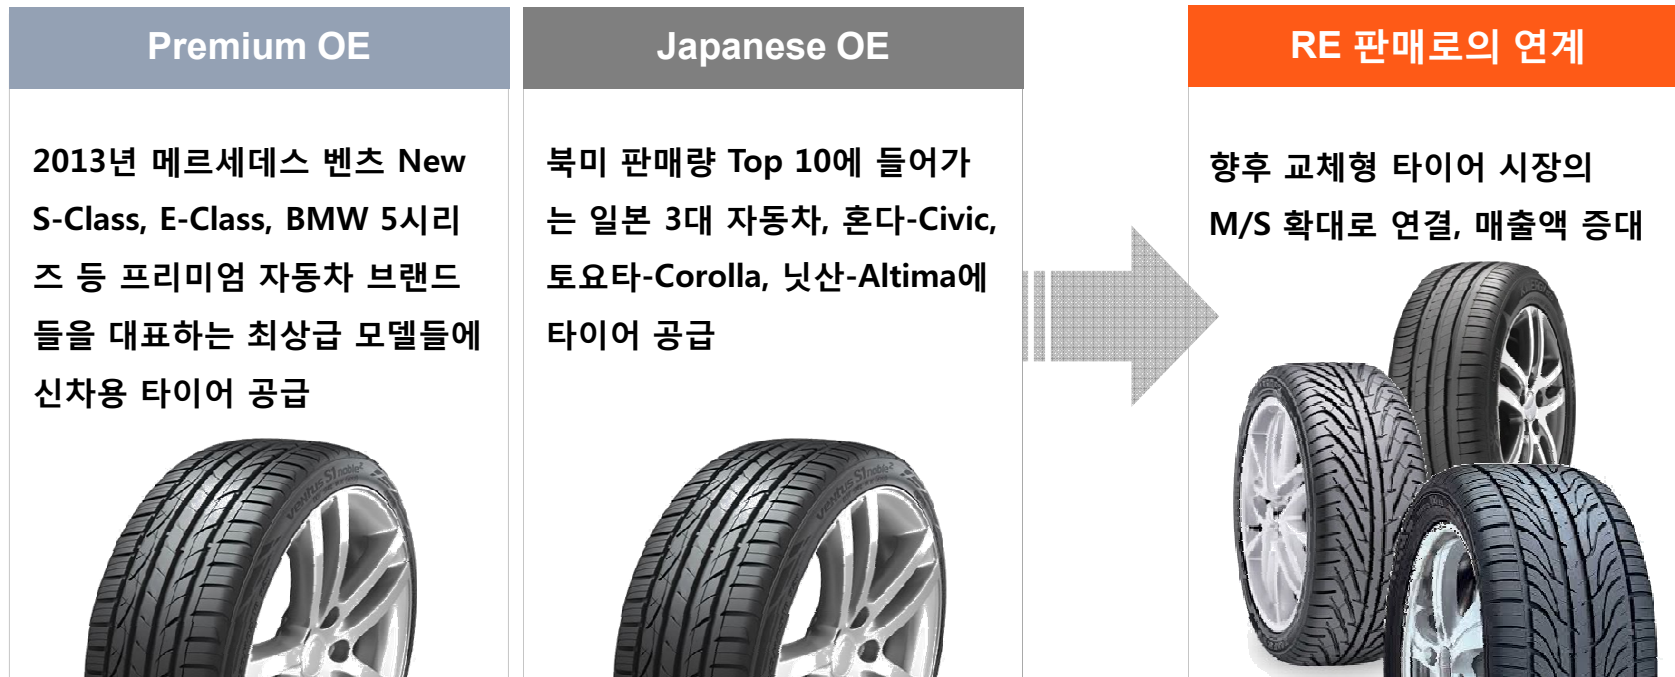 Premium OE
2013년 메르세데스 벤츠 New
S-Class, E-Class, BMW 5시리
즈 등 프리미엄 자동차 브랜드
들을 대표하는 최상급 모델들에
신차용 타이어 공급
ventus S1 noble²
Japanese OE
북미 판매량 Top 10에 들어가
는 일본 3대 자동차, 혼다-Civic,
토요타-Corolla, 닛산-Altima에
타이어 공급
ventus S1 noble²
RE 판매로의 연계
향후 교체형 타이어 시장의
M/S 확대로 연결, 매출액 증대